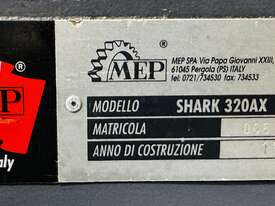 ®
EP
aly
MEP
®
MEP SPA Via Papa Giovanni XXIII,
61045 Pergola (PS) ITALY
Tel: 0721/734530 fax: 734533
MODELLO SHARK 320AX
MATRICOLA
ANNO DI COSTRUZIONE